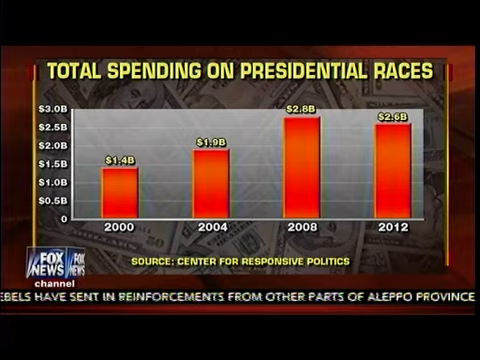 TOTAL SPENDING ON PRESIDENTIAL RACES
$3.0B
$2.5B
$2.0B
$1.5B
$1.0B
$0.5B
0
$1.4B
$1.9B
$2.8B
$2.6B
2000 2004 2008 2012
SOURCE: CENTER FOR RESPONSIVE POLITICS
FOX NEWS channel
FOX NEWS
EBELS HAVE SENT IN REINFORCEMENTS FROM OTHER PARTS OF ALEPPO PROVINCE